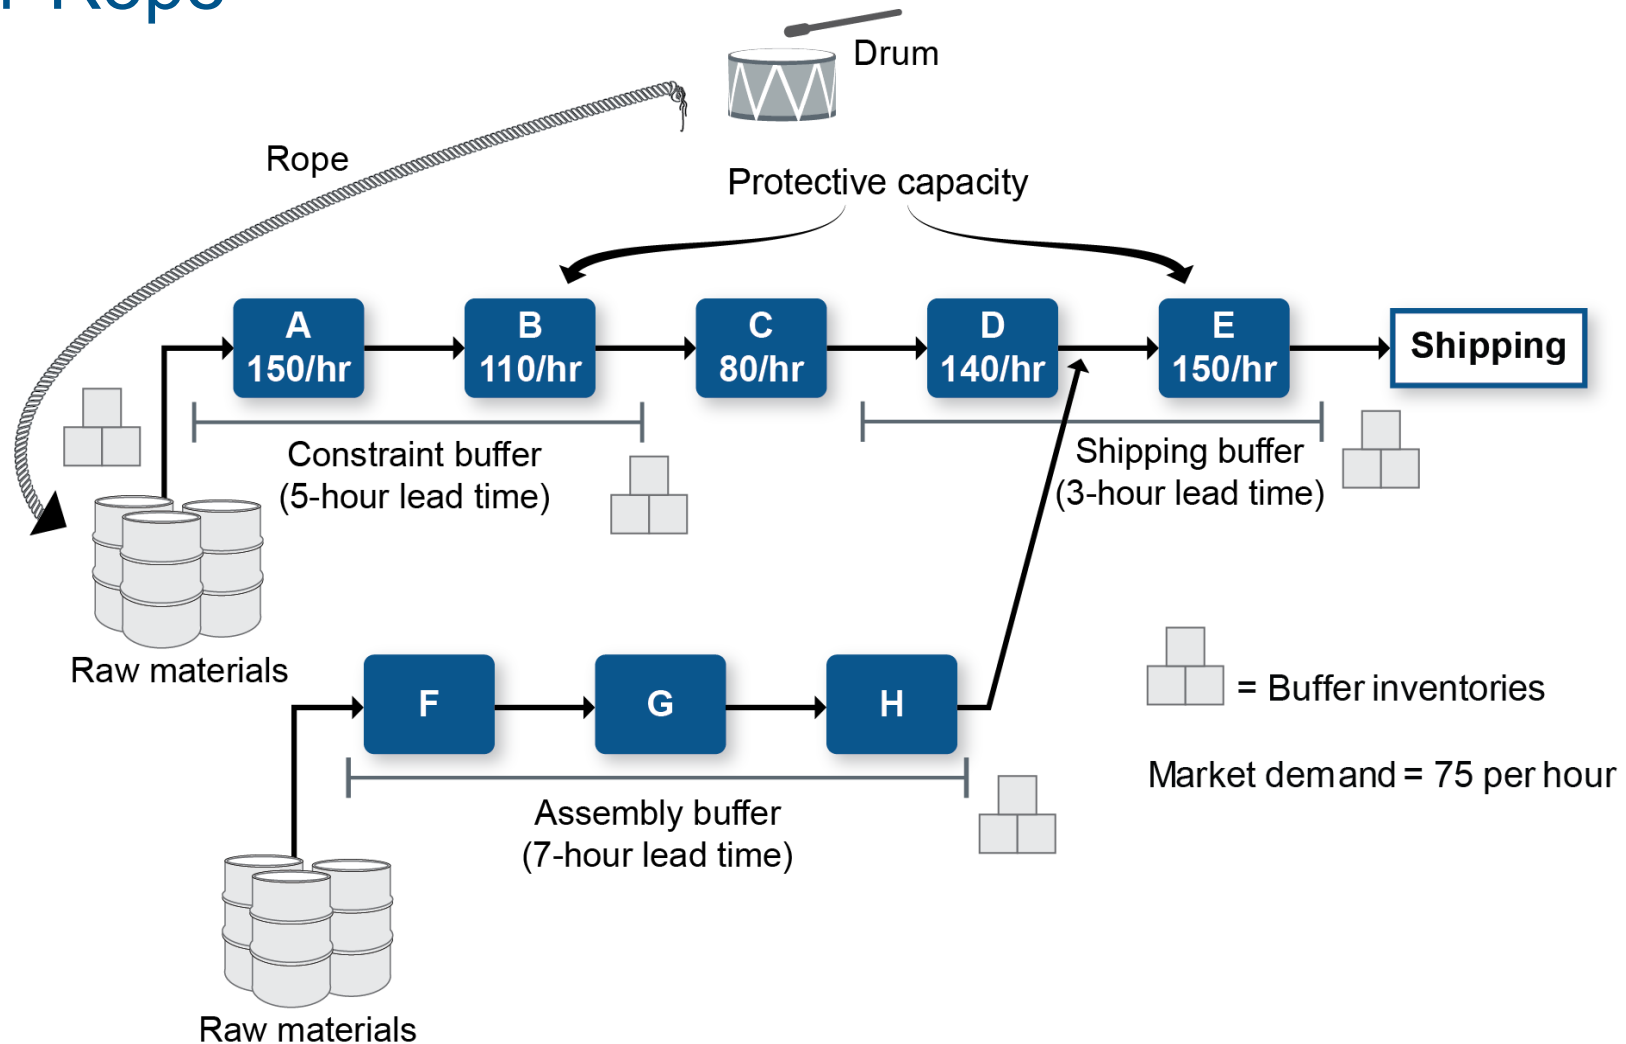 Rope
Drum
Rope
Protective capacity
A
150/hr
B
110/hr
C
80/hr
D
140/hr
E
150/hr
Shipping
Constraint buffer
(5-hour lead time)
Shipping buffer
(3-hour lead time)
Raw materials
F
G
H
= Buffer inventories
Market demand = 75 per hour
Assembly buffer
(7-hour lead time)
Raw materials